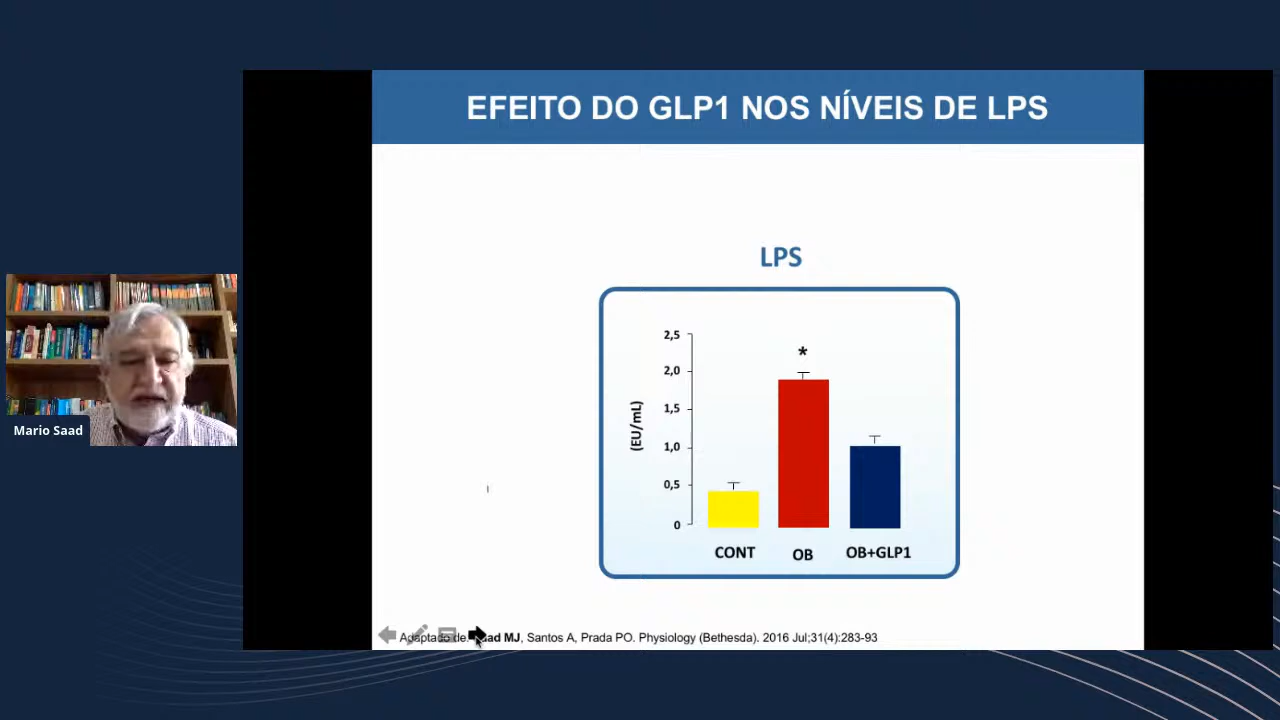 EFEITO DO GLP1 NOS NÍVEIS DE LPS
LPS
(EU/mL)
2,5
2,0
1,5
1,0
0,5
0
*
CONT
OB
OB+GLP1
Mario Saad
Adaptado de: Saad MJ, Santos A, Prada PO. Physiology (Bethesda). 2016 Jul;31(4):283-93